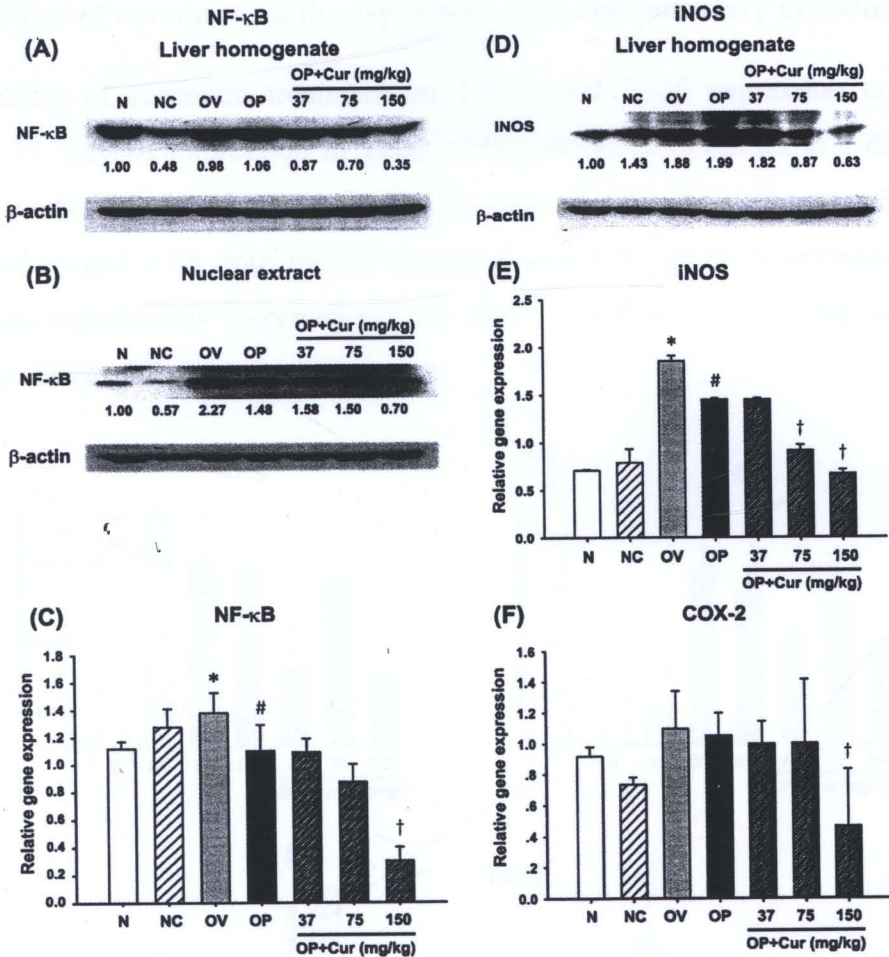 NF-κB
(A)
Liver homogenate
OP+Cur (mg/kg)
N NC OV OP 37 75 150
NF-κB
1.00 0.48 0.98 1.06 0.87 0.70 0.35
β-actin
(B)
Nuclear extract
OP+Cur (mg/kg)
N NC OV OP 37 75 150
NF-κB
1.00 0.57 2.27 1.48 1.58 1.50 0.70
β-actin
(C)
NF-κB
Relative gene expression
1.8
1.6
1.4
1.2
1.0
0.8
0.6
0.4
0.2
0.0
* # †
N NC OV OP 37 75 150
OP+Cur (mg/kg)
iNOS
(D)
Liver homogenate
OP+Cur (mg/kg)
N NC OV OP 37 75 150
iNOS
1.00 1.43 1.88 1.99 1.82 0.87 0.63
β-actin
(E)
iNOS
Relative gene expression
2.5
2.0
1.5
1.0
0.5
0.0
* # † †
N NC OV OP 37 75 150
OP+Cur (mg/kg)
(F)
COX-2
Relative gene expression
1.6
1.4
1.2
1.0
.8
.6
.4
.2
0.0
†
N NC OV OP 37 75 150
OP+Cur (mg/kg)